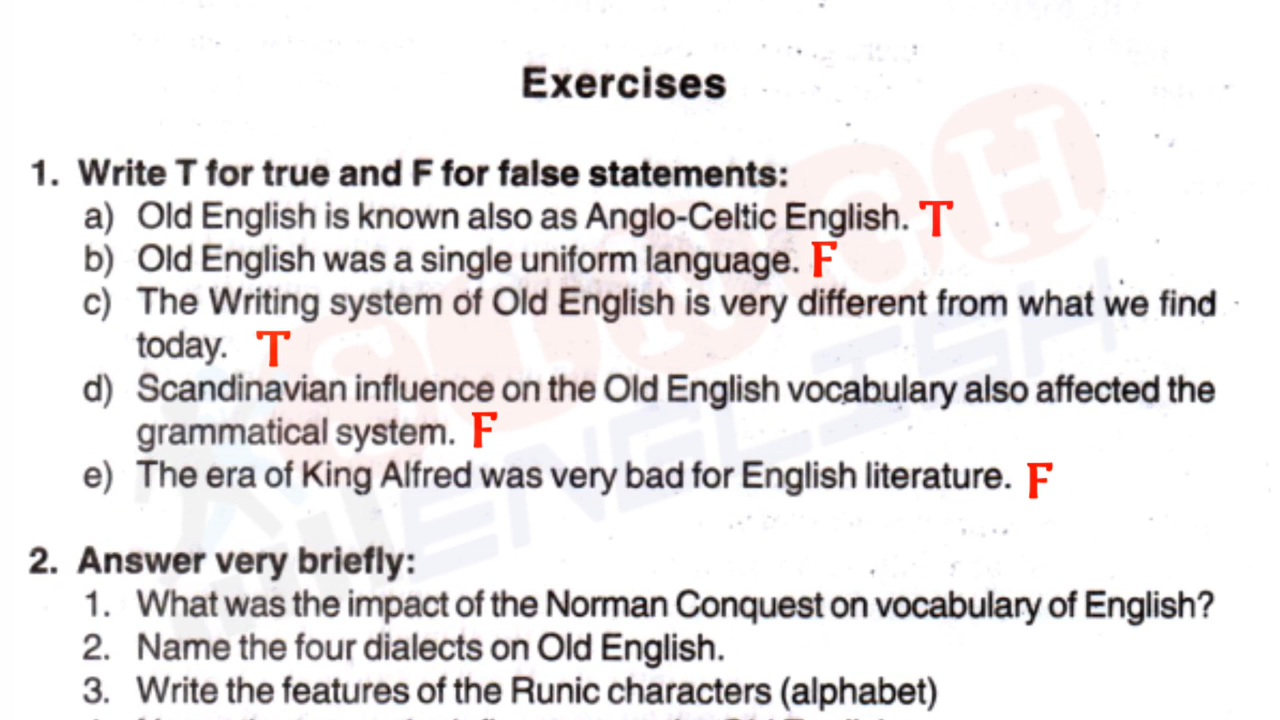 Exercises
1. Write T for true and F for false statements:
a) Old English is known also as Anglo-Celtic English. T
b) Old English was a single uniform language. F
c) The Writing system of Old English is very different from what we find
today. T
d) Scandinavian influence on the Old English vocabulary also affected the
grammatical system. F
e) The era of King Alfred was very bad for English literature. F
2. Answer very briefly:
1. What was the impact of the Norman Conquest on vocabulary of English?
2. Name the four dialects on Old English.
3. Write the features of the Runic characters (alphabet)
SINGH
ENGLISH